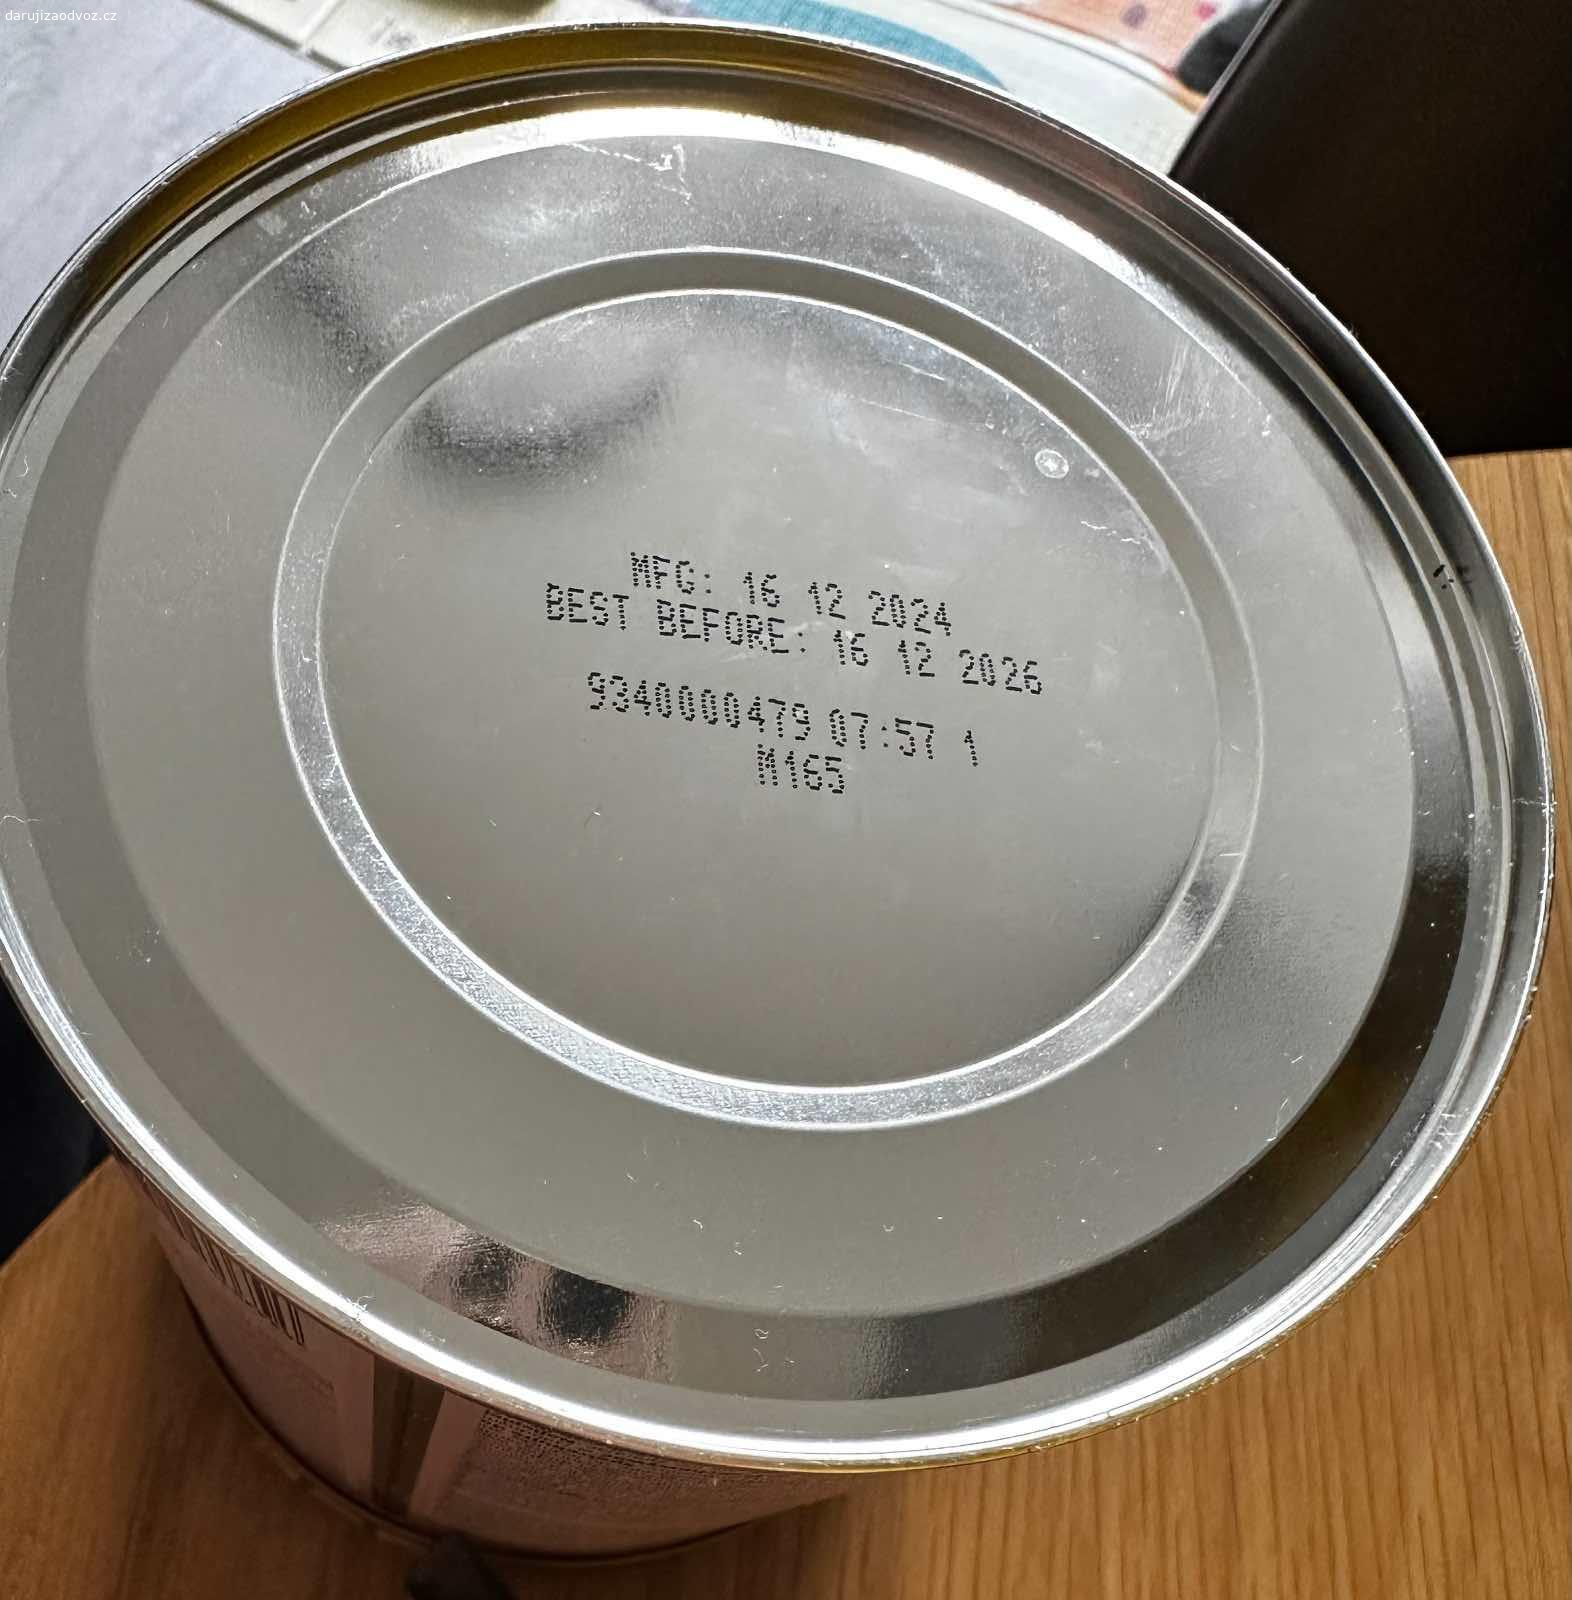 darujizaodvoz.cz
MFG: 16 12 2024
BEST BEFORE: 16 12 2026
9340000479 07:57 1
M165